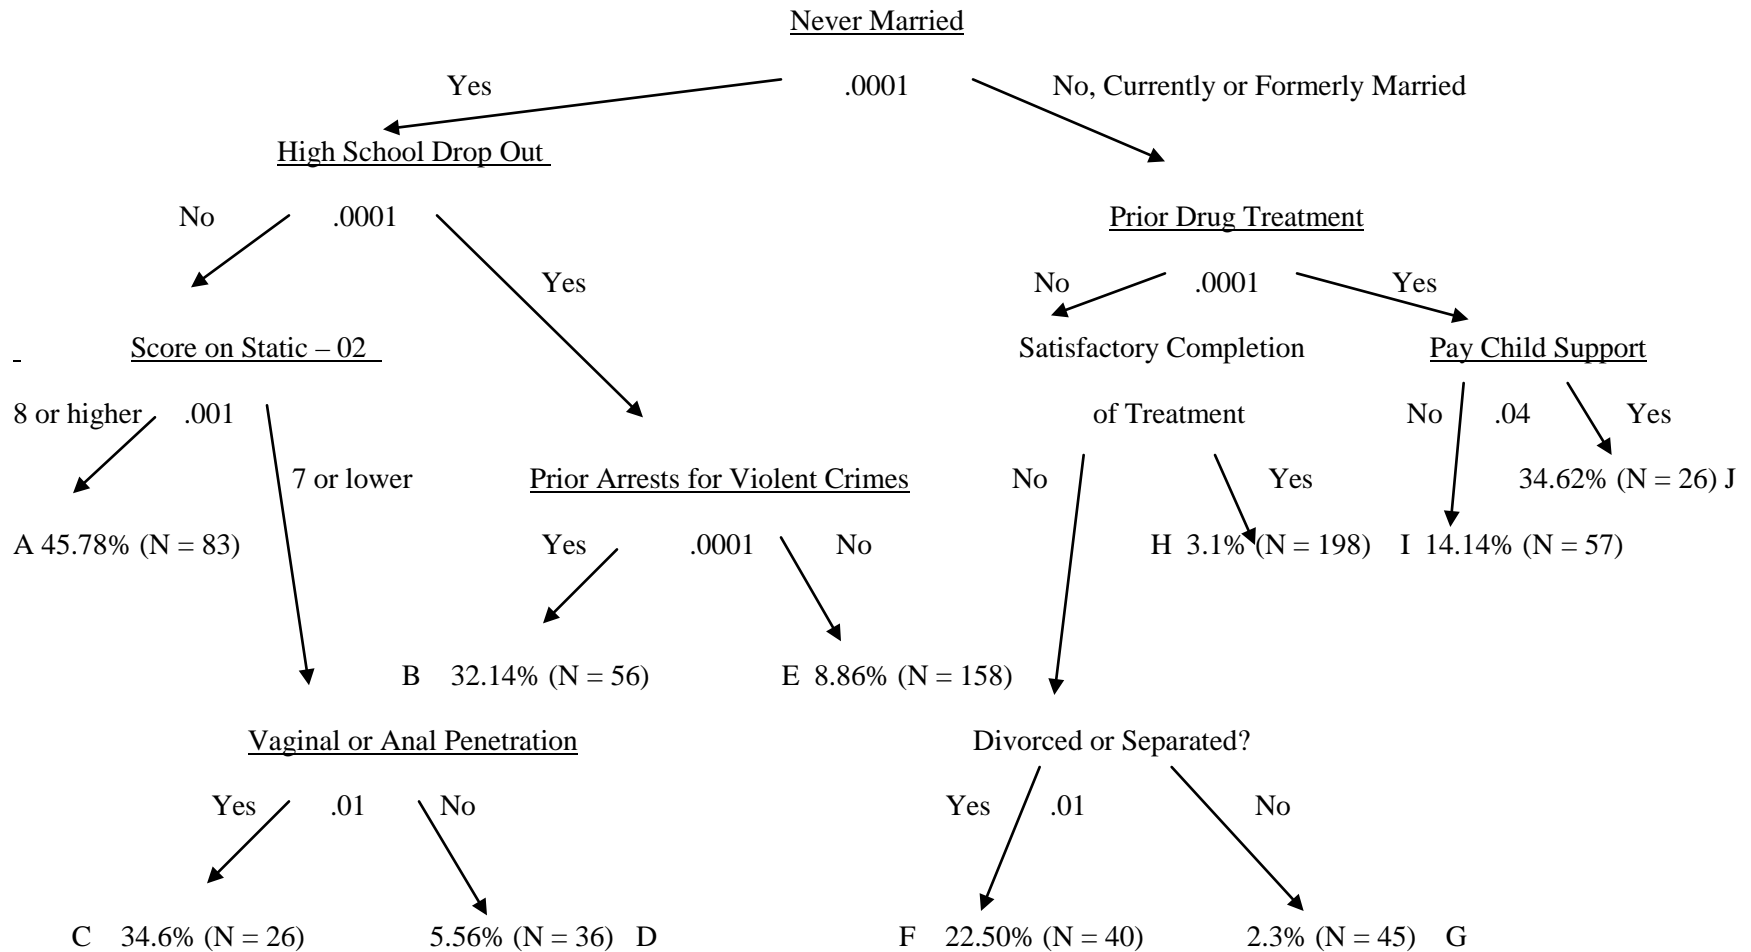 Never Married
Yes .0001 No, Currently or Formerly Married
High School Drop Out
No .0001 Prior Drug Treatment
Yes No .0001 Yes
Score on Static – 02 Satisfactory Completion Pay Child Support
8 or higher .001 of Treatment No .04 Yes
7 or lower Prior Arrests for Violent Crimes No Yes 34.62% (N = 26) J
A 45.78% (N = 83) Yes .0001 No H 3.1% (N = 198) I 14.14% (N = 57)
B 32.14% (N = 56) E 8.86% (N = 158)
Vaginal or Anal Penetration Divorced or Separated?
Yes .01 No Yes .01 No
C 34.6% (N = 26) 5.56% (N = 36) D F 22.50% (N = 40) 2.3% (N = 45) G